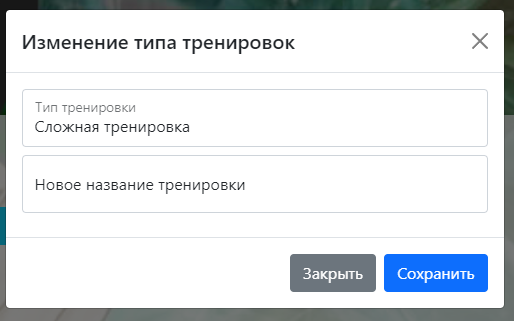 Изменение типа тренировок
Тип тренировки
Сложная тренировка
Новое название тренировки
Закрыть
Сохранить